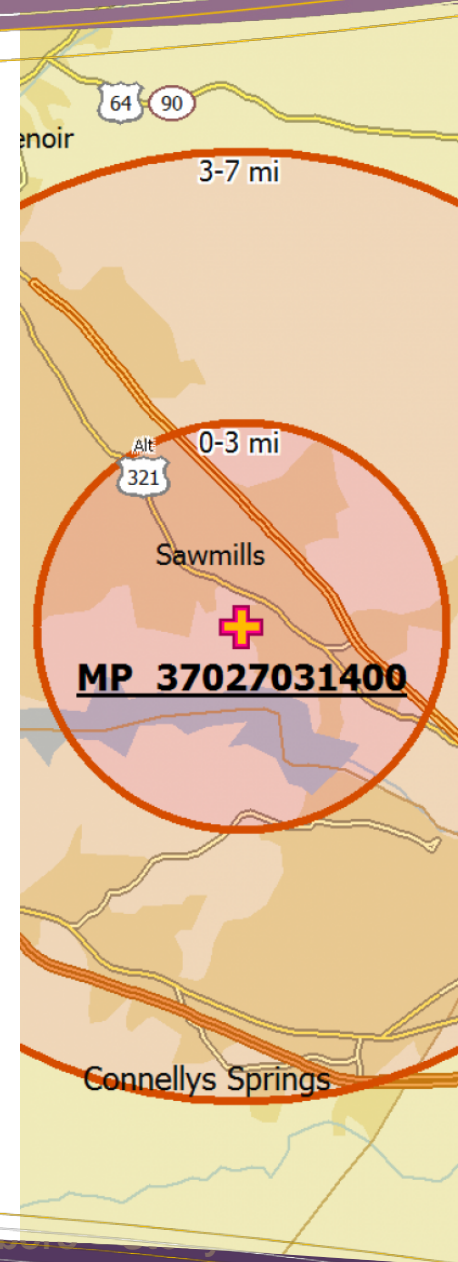 64 90
enoir
3-7 mi
Alt
0-3 mi
321
Sawmills
MP 37027031400
Connellys Springs